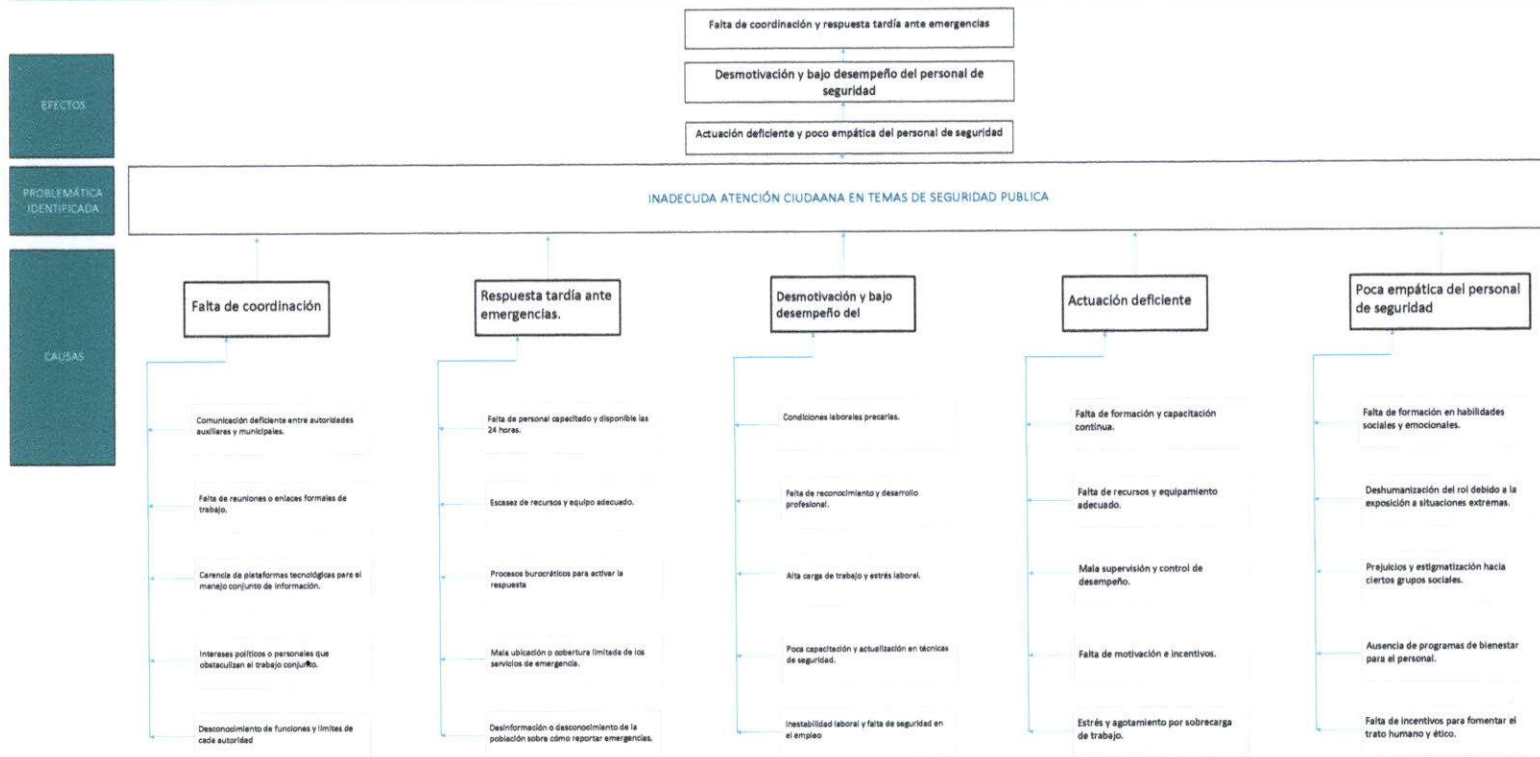 Falta de coordinación y respuesta tardía ante emergencias
Desmotivación y bajo desempeño del personal de
seguridad
Actuación deficiente y poco empática del personal de seguridad
EFECTOS
PROBLEMÁTICA
IDENTIFICADA
INADECUDA ATENCIÓN CIUDAANA EN TEMAS DE SEGURIDAD PUBLICA
CAUSAS
Falta de coordinación
Comunicación deficiente entre autoridades
auxiliares y municipales.
Falta de reuniones o enlaces formales de
trabajo.
Carencia de plataformas tecnológicas para el
manejo conjunto de información.
Intereses políticos o personales que
obstaculizan el trabajo conjunto.
Desconocimiento de funciones y límites de
cada autoridad
Respuesta tardía ante
emergencias.
Falta de personal capacitado y disponible las
24 horas.
Escasez de recursos y equipo adecuado.
Procesos burocráticos para activar la
respuesta
Mala ubicación o cobertura limitada de los
servicios de emergencia.
Desinformación o desconocimiento de la
población sobre cómo reportar emergencias.
Desmotivación y bajo
desempeño del
Condiciones laborales precarias.
Falta de reconocimiento y desarrollo
profesional.
Alta carga de trabajo y estrés laboral.
Poca capacitación y actualización en técnicas
de seguridad.
Inestabilidad laboral y falta de seguridad en
el empleo
Actuación deficiente
Falta de formación y capacitación
continua.
Falta de recursos y equipamiento
adecuado.
Mala supervisión y control de
desempeño.
Falta de motivación e incentivos.
Estrés y agotamiento por sobrecarga
de trabajo.
Poca empática del personal
de seguridad
Falta de formación en habilidades
sociales y emocionales.
Deshumanización del rol debido a la
exposición a situaciones extremas.
Prejuicios y estigmatización hacia
ciertos grupos sociales.
Ausencia de programas de bienestar
para el personal.
Falta de incentivos para fomentar el
trato humano y ético.